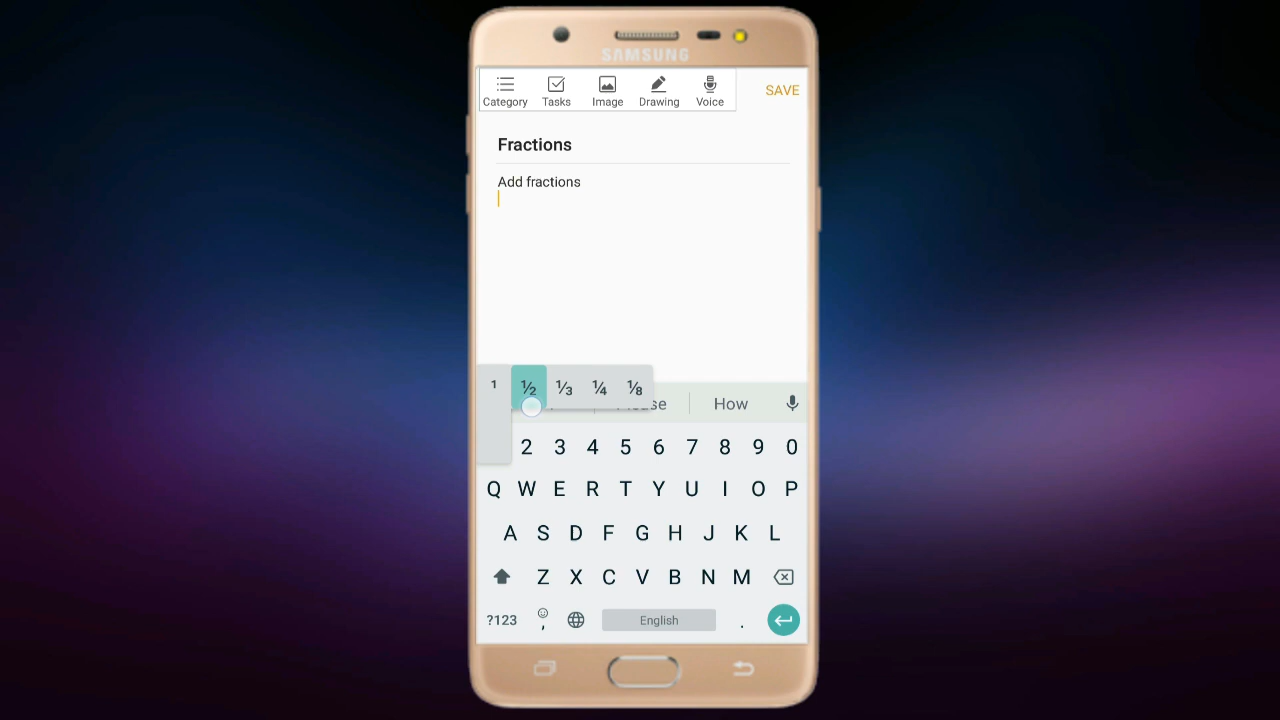 SAMSUNG
Category Tasks Image Drawing Voice SAVE
Fractions
Add fractions
¹ ½ ⅓ ¼ ⅛
How
2 3 4 5 6 7 8 9 0
Q W E R T Y U I O P
A S D F G H J K L
Z X C V B N M
?123 , English .